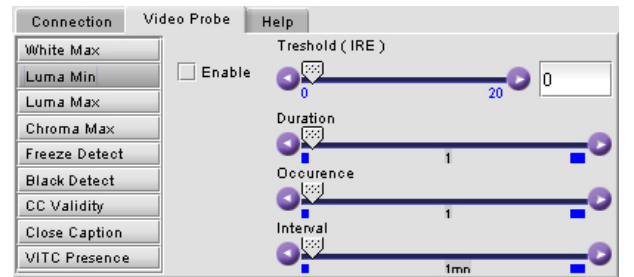 Connection Video Probe Help
White Max
Luma Min
Luma Max
Chroma Max
Freeze Detect
Black Detect
CC Validity
Close Caption
VITC Presence
Enable
Treshold ( IRE )
0 20 0
Duration
1
Occurence
1
Interval
1mn